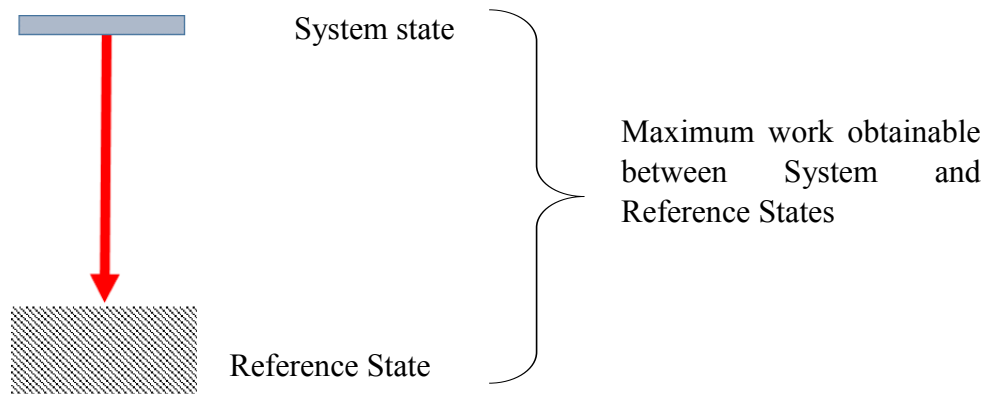 System state
Maximum work obtainable
between System and
Reference States
Reference State